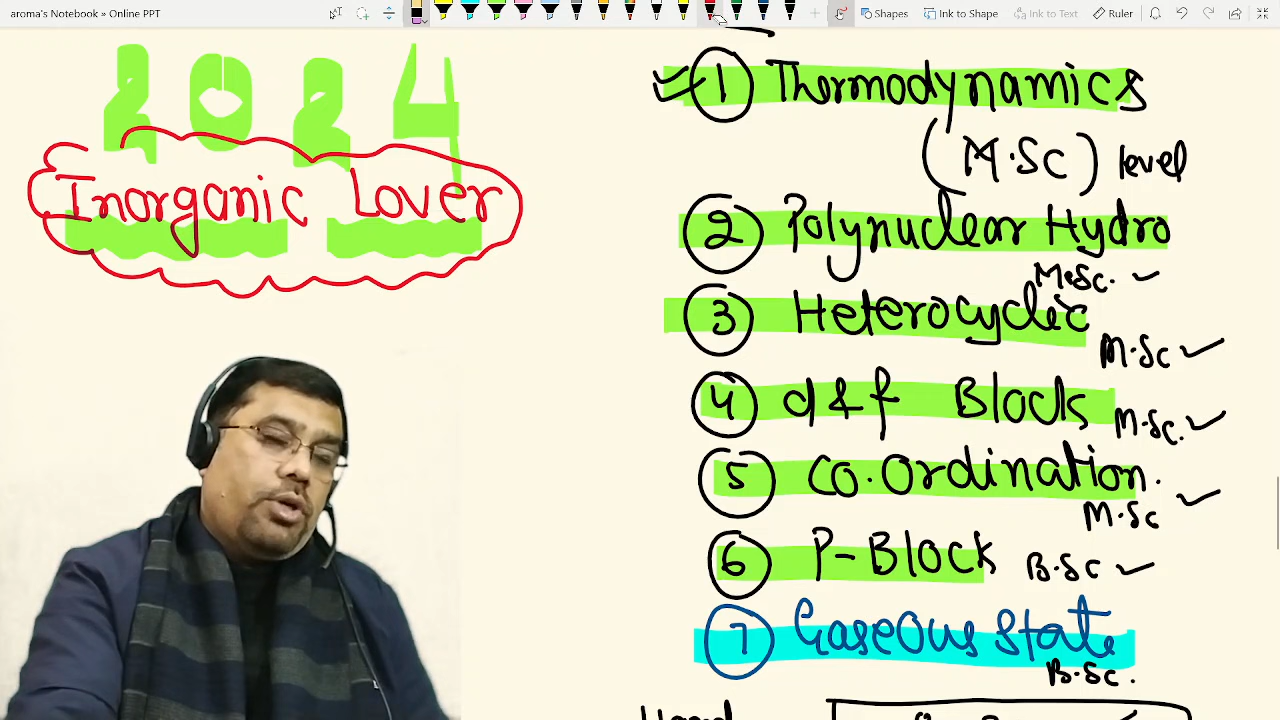 aroma's Notebook » Online PPT
Shapes
Ink to Shape
Ink to Text
Ruler
2024
Inorganic Lover
① Thermodynamics
(M.Sc) level
② Polynuclear Hydro
M.Sc.
③ Heterocyclic
M.Sc
④ d & f Block
M.Sc.
⑤ Co.Ordination.
M.Sc
⑥ P-Block B.Sc
⑦ Gaseous State
B.Sc.